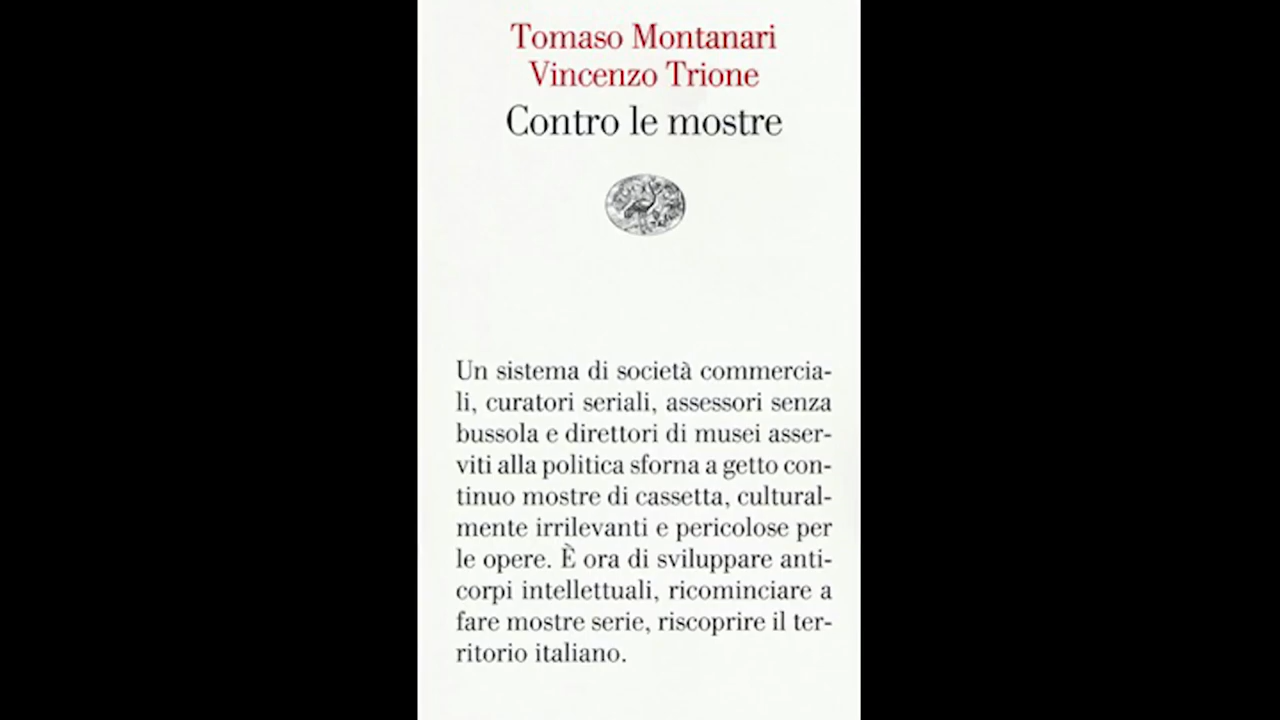 Tomaso Montanari
Vincenzo Trione
Contro le mostre
Un sistema di società commercia-
li, curatori seriali, assessori senza
bussola e direttori di musei asser-
viti alla politica sforna a getto con-
tinuo mostre di cassetta, cultural-
mente irrilevanti e pericolose per
le opere. È ora di sviluppare anti-
corpi intellettuali, ricominciare a
fare mostre serie, riscoprire il ter-
ritorio italiano.